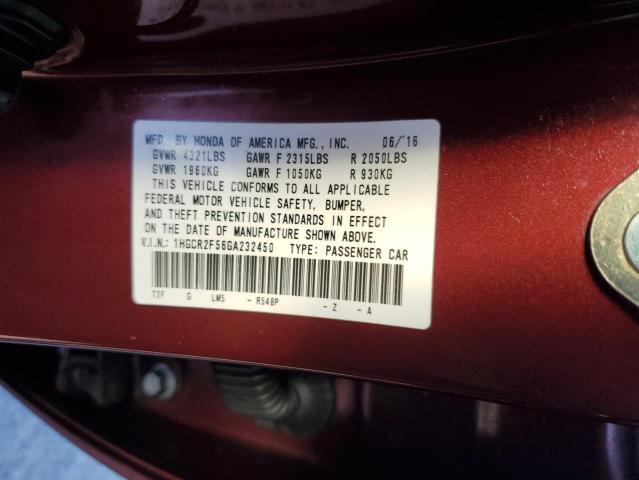 MFD. BY HONDA OF AMERICA MFG., INC. 06/'16
GVWR 4321LBS GAWR F 2315LBS R 2050LBS
GVWR 1960KG GAWR F 1050KG R 930KG
THIS VEHICLE CONFORMS TO ALL APPLICABLE
FEDERAL MOTOR VEHICLE SAFETY, BUMPER,
AND THEFT PREVENTION STANDARDS IN EFFECT
ON THE DATE OF MANUFACTURE SHOWN ABOVE.
V.I.N.: 1HGCR2F56GA232450 TYPE: PASSENGER CAR
T2F G LM5 - R548P - Z - A